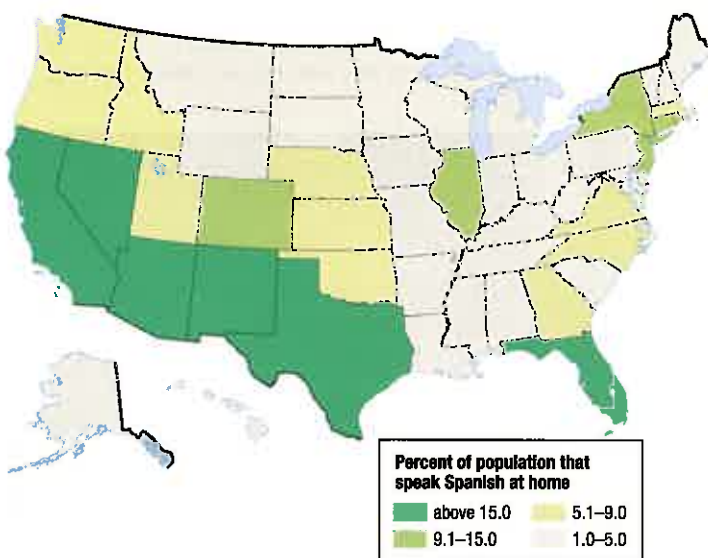 Percent of population that
speak Spanish at home
above 15.0
5.1–9.0
9.1–15.0
1.0–5.0